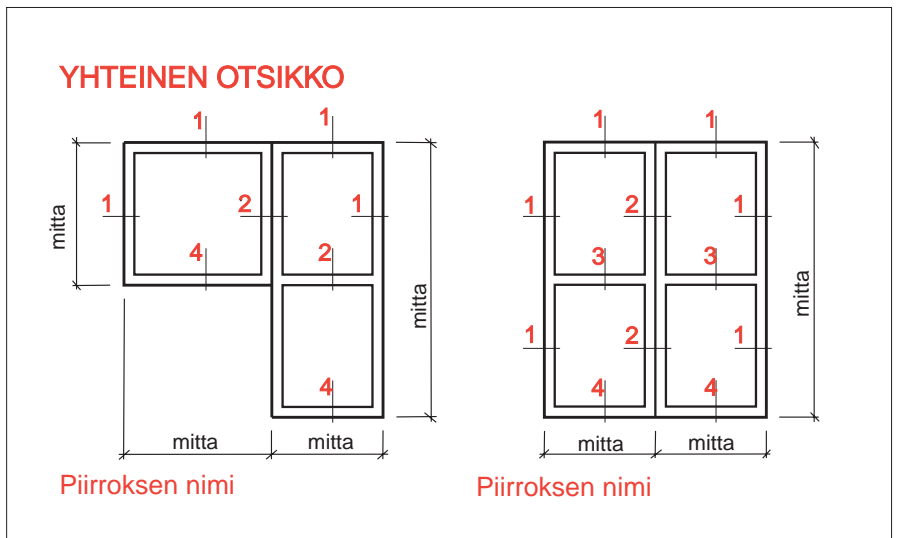 YHTEINEN OTSIKKO
1 1 1 1
1 2 1 1 2 1
mitta
4 2 3 3
mitta mitta
1 2 1
4 4 4
mitta mitta mitta mitta
Piirroksen nimi Piirroksen nimi